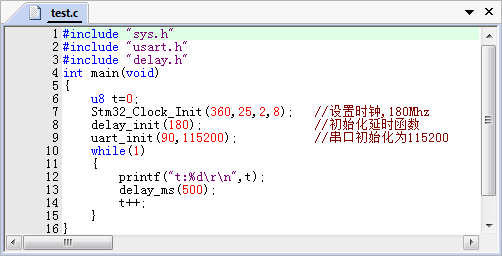 test.c
1 #include "sys.h"
2 #include "usart.h"
3 #include "delay.h"
4 int main(void)
5 {
6 u8 t=0;
7 Stm32_Clock_Init(360,25,2,8); //设置时钟,180Mhz
8 delay_init(180); //初始化延时函数
9 uart_init(90,115200); //串口初始化为115200
10 while(1)
11 {
12 printf("t:%d\r\n",t);
13 delay_ms(500);
14 t++;
15 }
16 }